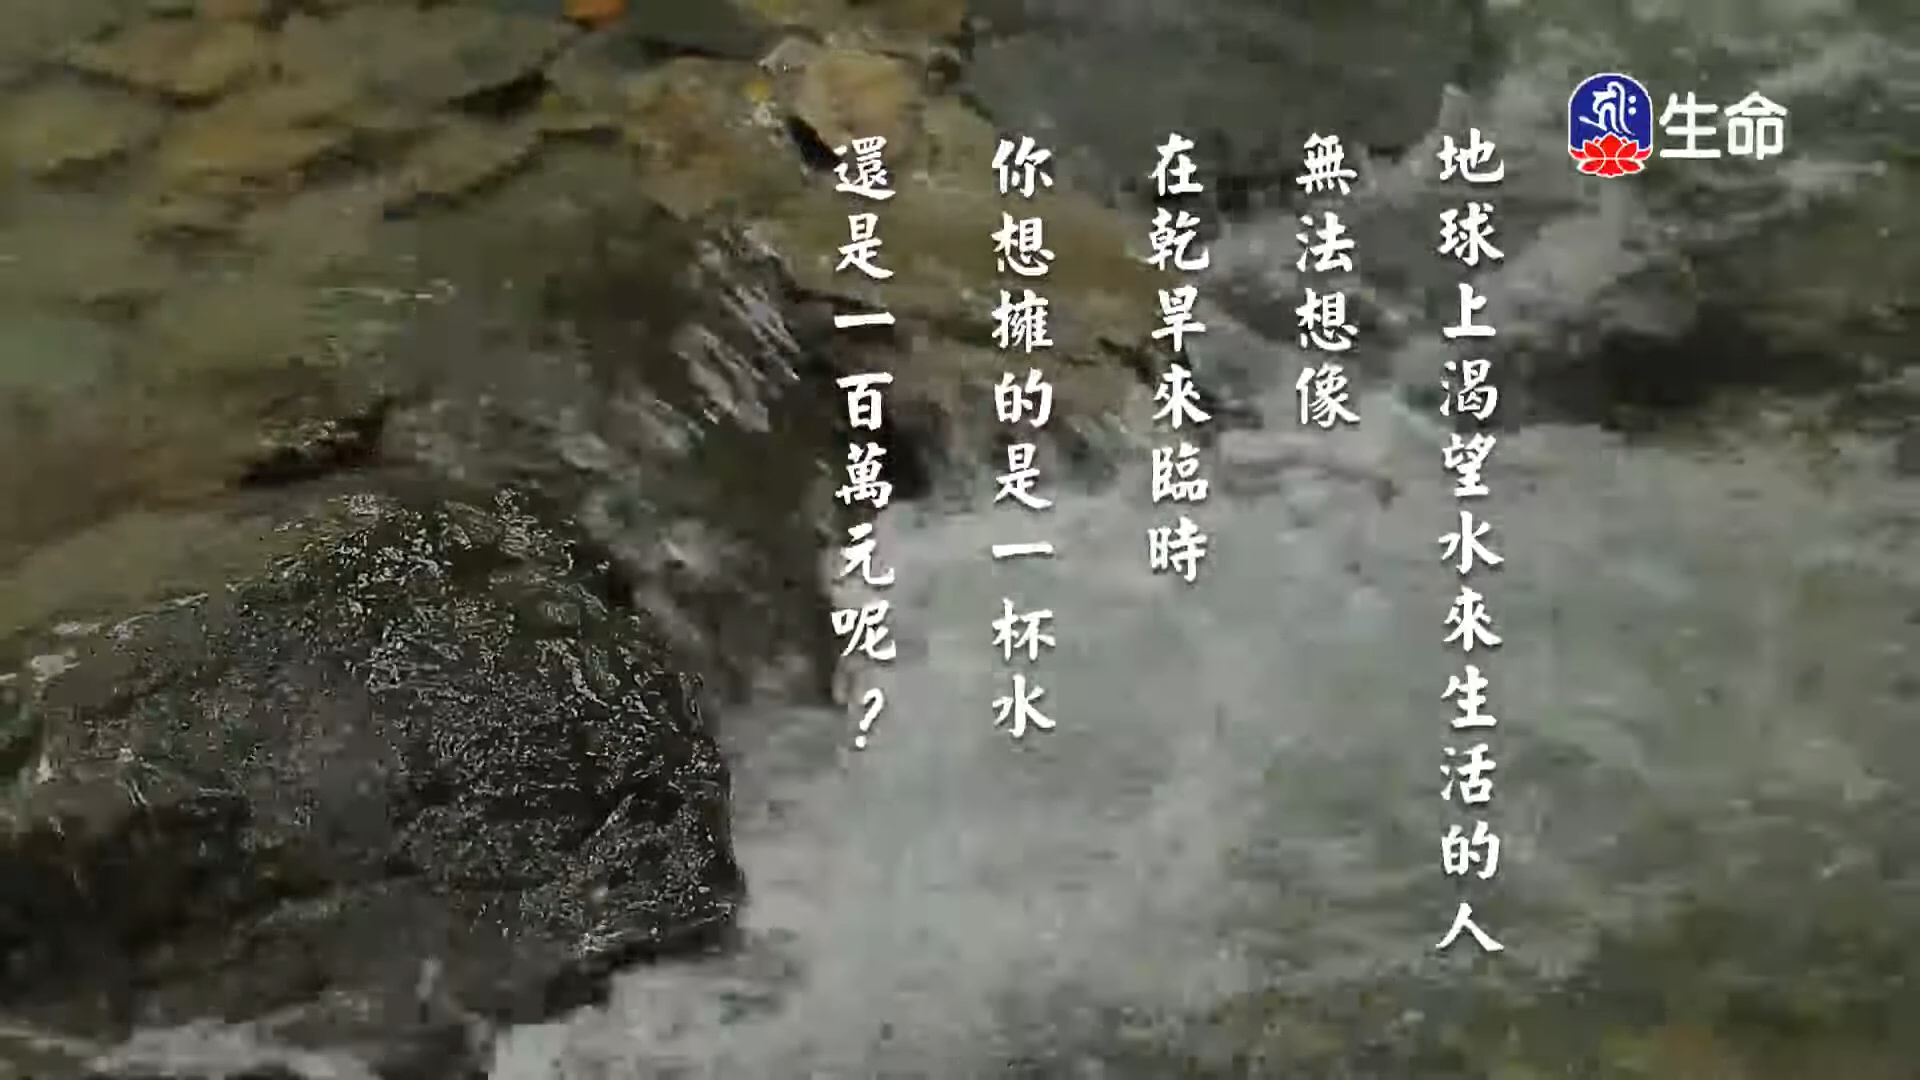 生命
地球上渴望水來生活的人
無法想像
在乾旱來臨時
你想擁的是一杯水
還是一百萬元呢？